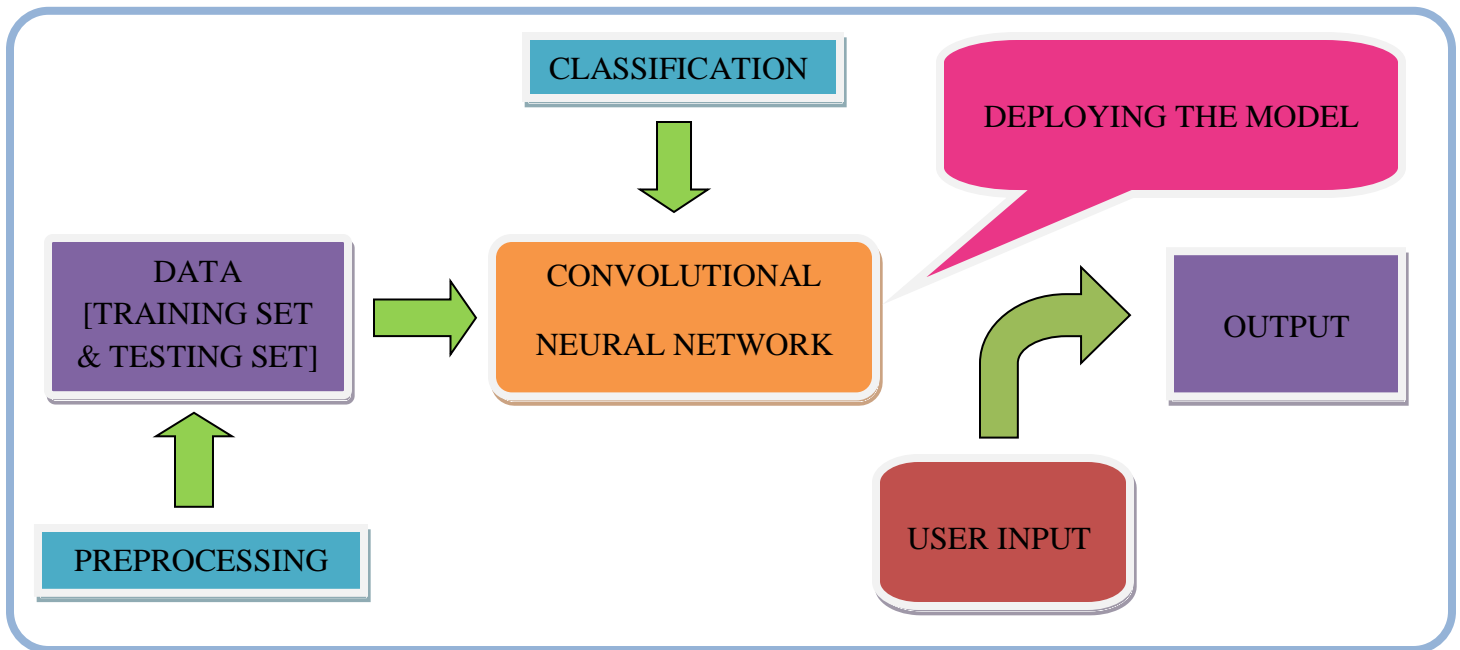 CLASSIFICATION
DEPLOYING THE MODEL
DATA
[TRAINING SET
& TESTING SET]
CONVOLUTIONAL
NEURAL NETWORK
OUTPUT
PREPROCESSING
USER INPUT